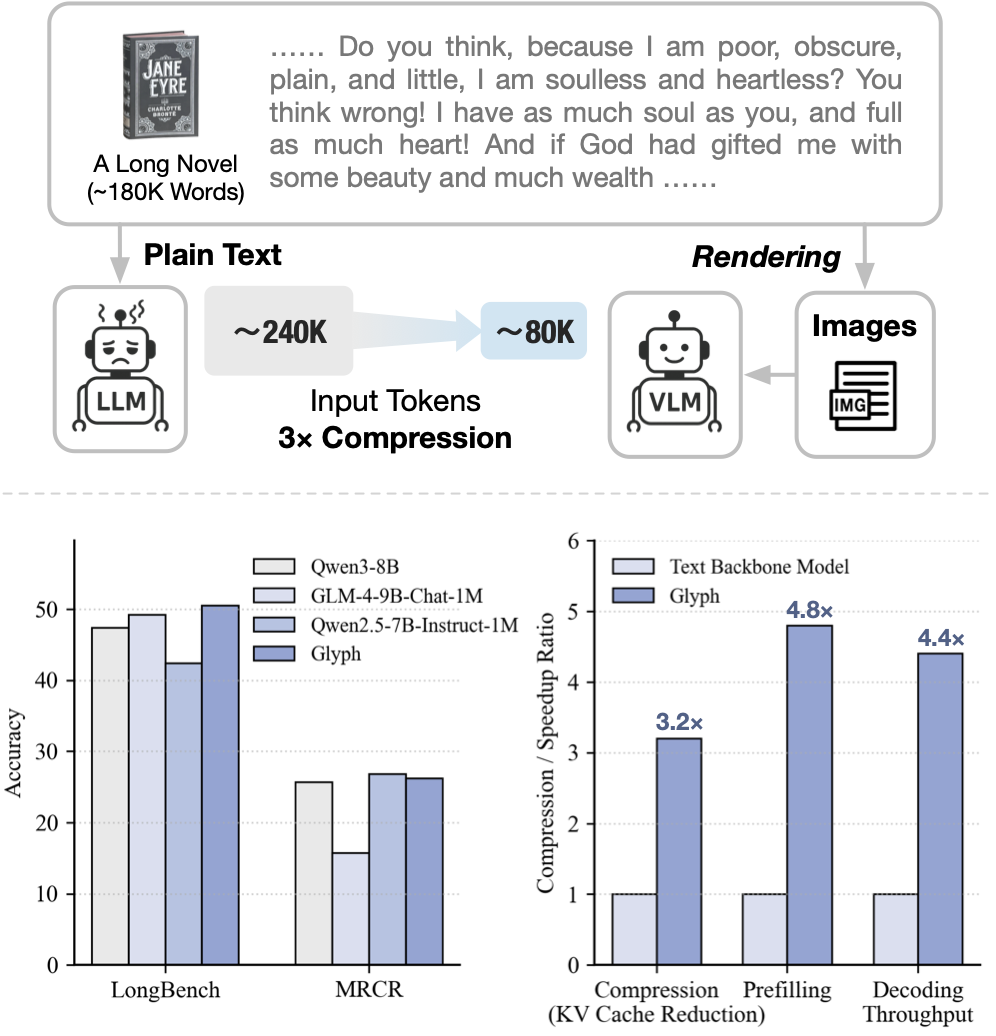 JANE
EYRE
CHARLOTTE
BRONTË
A Long Novel
(~180K Words)
...... Do you think, because I am poor, obscure,
plain, and little, I am soulless and heartless? You
think wrong! I have as much soul as you, and full
as much heart! And if God had gifted me with
some beauty and much wealth ......
Plain Text
Rendering
LLM
~240K
~80K
Input Tokens
3× Compression
VLM
Images
IMG
Accuracy
50
40
30
20
10
0
Qwen3-8B
GLM-4-9B-Chat-1M
Qwen2.5-7B-Instruct-1M
Glyph
LongBench
MRCR
Compression / Speedup Ratio
6
5
4
3
2
1
0
Text Backbone Model
Glyph
3.2×
4.8×
4.4×
Compression
(KV Cache Reduction)
Prefilling
Decoding
Throughput